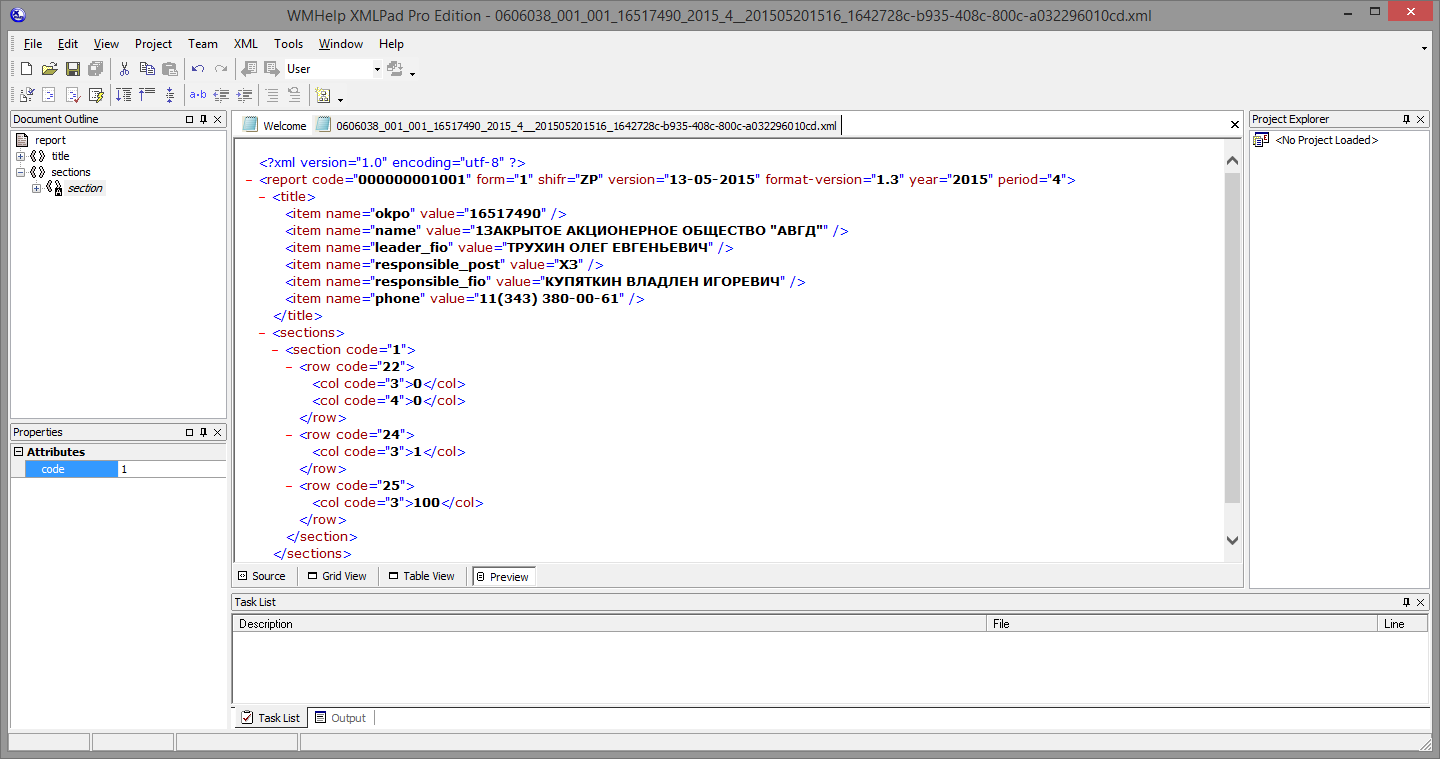 WMHelp XMLPad Pro Edition - 0606038_001_001_16517490_2015_4__201505201516_1642728c-b935-408c-800c-a032296010cd.xml
File Edit View Project Team XML Tools Window Help
User
a·b
Document Outline
report
title
sections
section
Properties
Attributes
code 1
Welcome 0606038_001_001_16517490_2015_4__201505201516_1642728c-b935-408c-800c-a032296010cd.xml
<?xml version="1.0" encoding="utf-8" ?>
- <report code="000000001001" form="1" shifr="ZP" version="13-05-2015" format-version="1.3" year="2015" period="4">
- <title>
<item name="okpo" value="16517490" />
<item name="name" value="1ЗАКРЫТОЕ АКЦИОНЕРНОЕ ОБЩЕСТВО "АВГД"" />
<item name="leader_fio" value="ТРУХИН ОЛЕГ ЕВГЕНЬЕВИЧ" />
<item name="responsible_post" value="ХЗ" />
<item name="responsible_fio" value="КУПЯТКИН ВЛАДЛЕН ИГОРЕВИЧ" />
<item name="phone" value="11(343) 380-00-61" />
</title>
- <sections>
- <section code="1">
- <row code="22">
<col code="3">0</col>
<col code="4">0</col>
</row>
- <row code="24">
<col code="3">1</col>
</row>
- <row code="25">
<col code="3">100</col>
</row>
</section>
</sections>
Source Grid View Table View Preview
Project Explorer
<No Project Loaded>
Task List
Description File Line
Task List Output